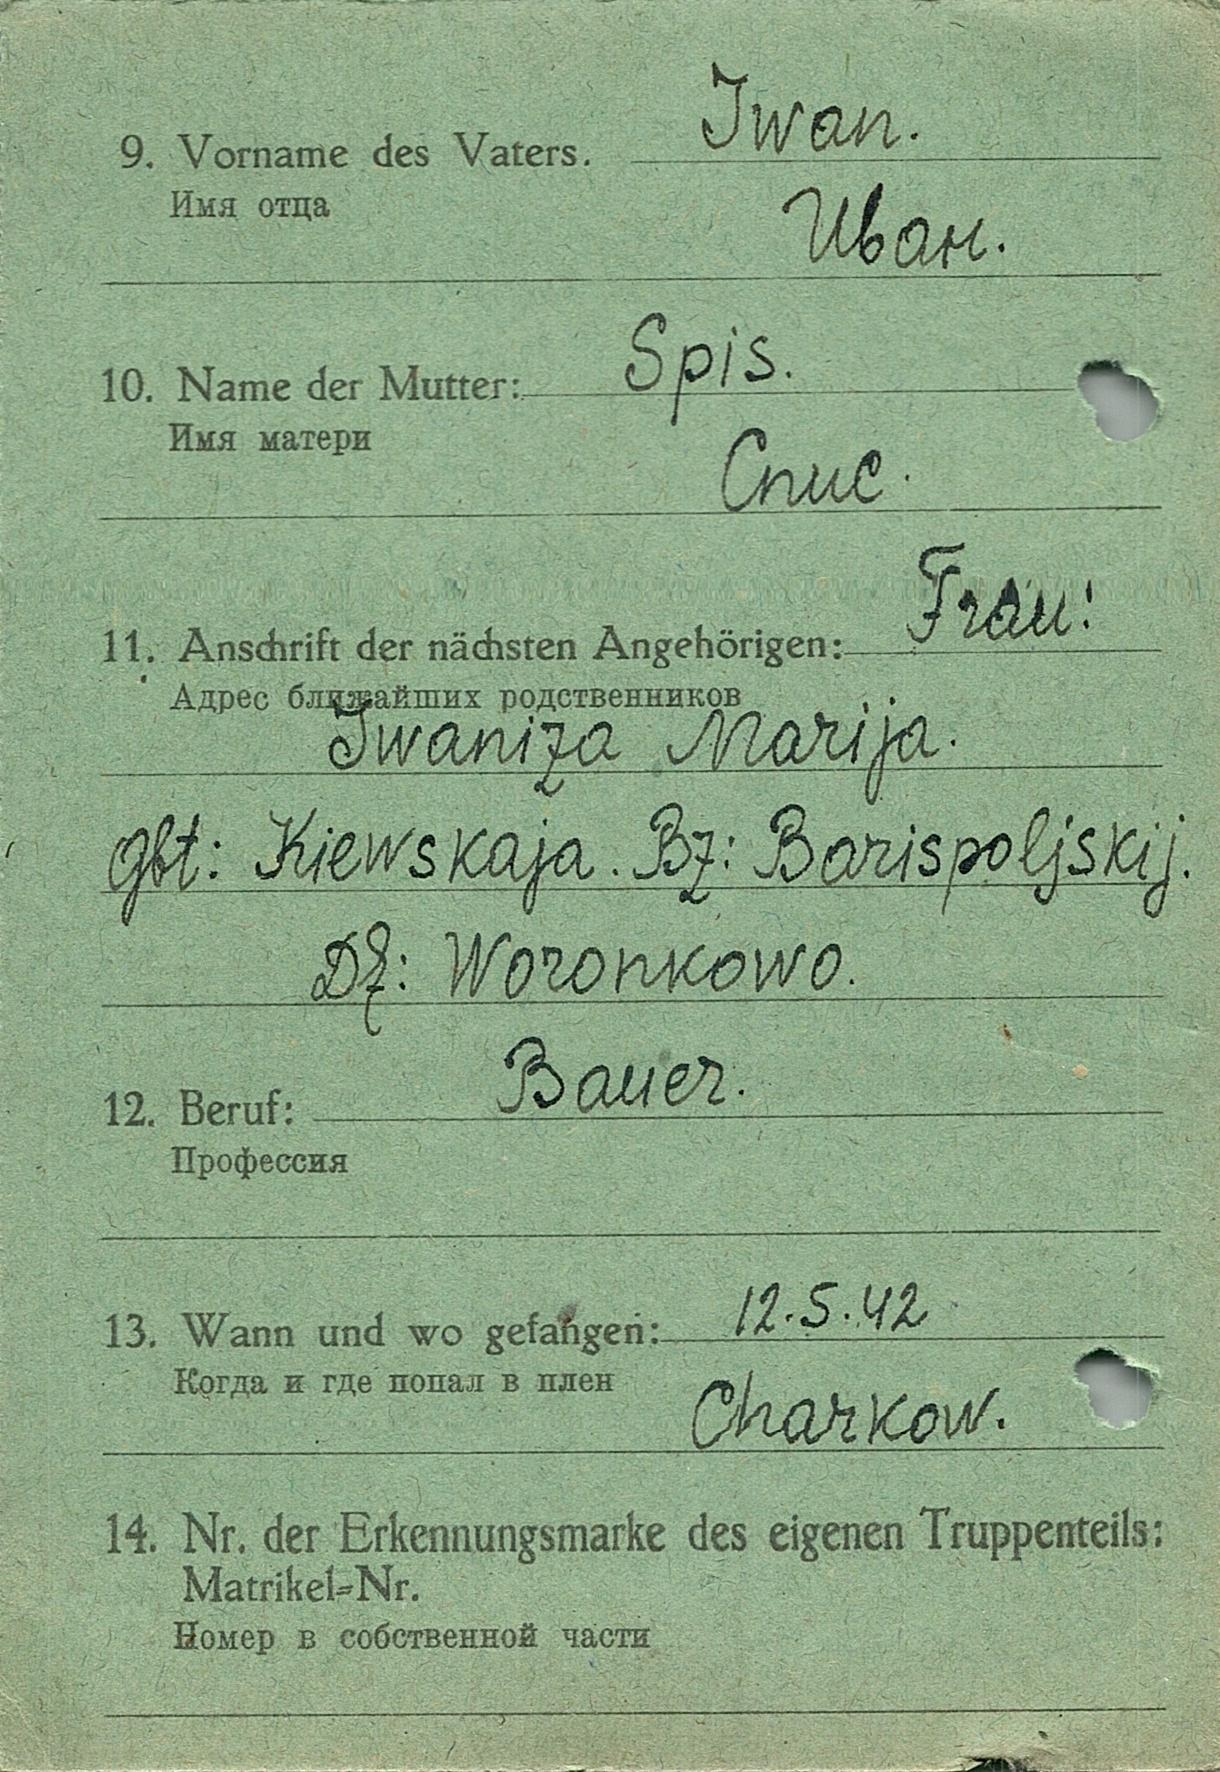 Iwan.
9. Vorname des Vaters.
Имя отца
Иван.
Spis.
10. Name der Mutter:
Имя матери
Спис.
Frau:
11. Anschrift der nächsten Angehörigen:
Адрес ближайших родственников
Iwaniza Marija.
Gbt: Kiewskaja. Bz: Borispoljskij.
Df: Woronkowo.
Bauer.
12. Beruf:
Профессия
13. Wann und wo gefangen: 12.5.42
Когда и где попал в плен
Charkow.
14. Nr. der Erkennungsmarke des eigenen Truppenteils:
Matrikel-Nr.
Номер в собственной части